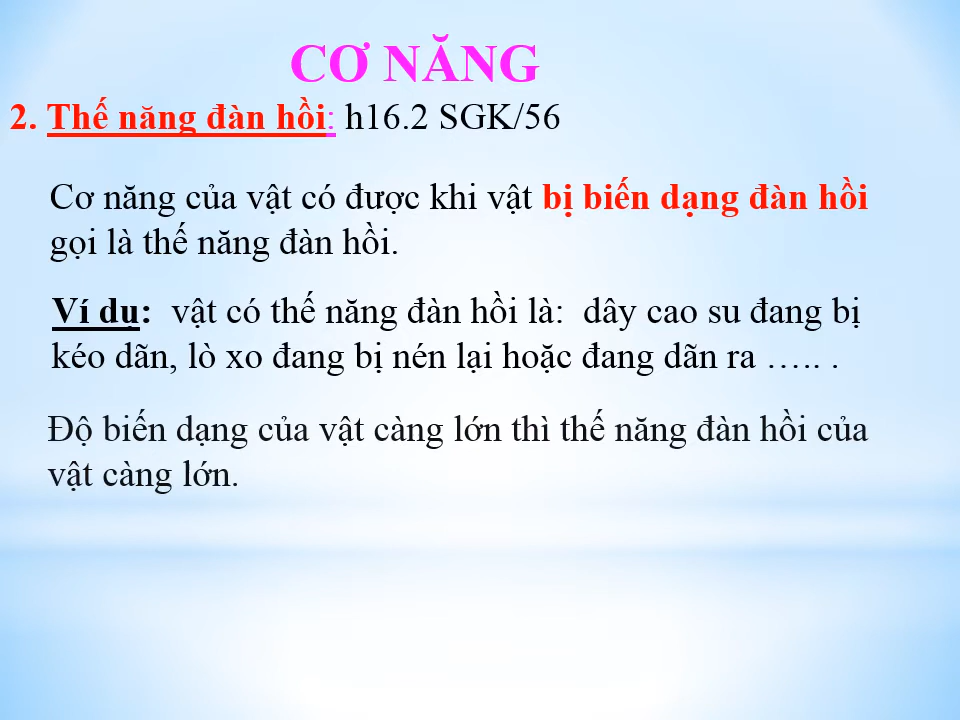 CƠ NĂNG
2. Thế năng đàn hồi: h16.2 SGK/56
Cơ năng của vật có được khi vật bị biến dạng đàn hồi
gọi là thế năng đàn hồi.
Ví dụ: vật có thế năng đàn hồi là: dây cao su đang bị
kéo dãn, lò xo đang bị nén lại hoặc đang dãn ra ….. .
Độ biến dạng của vật càng lớn thì thế năng đàn hồi của
vật càng lớn.